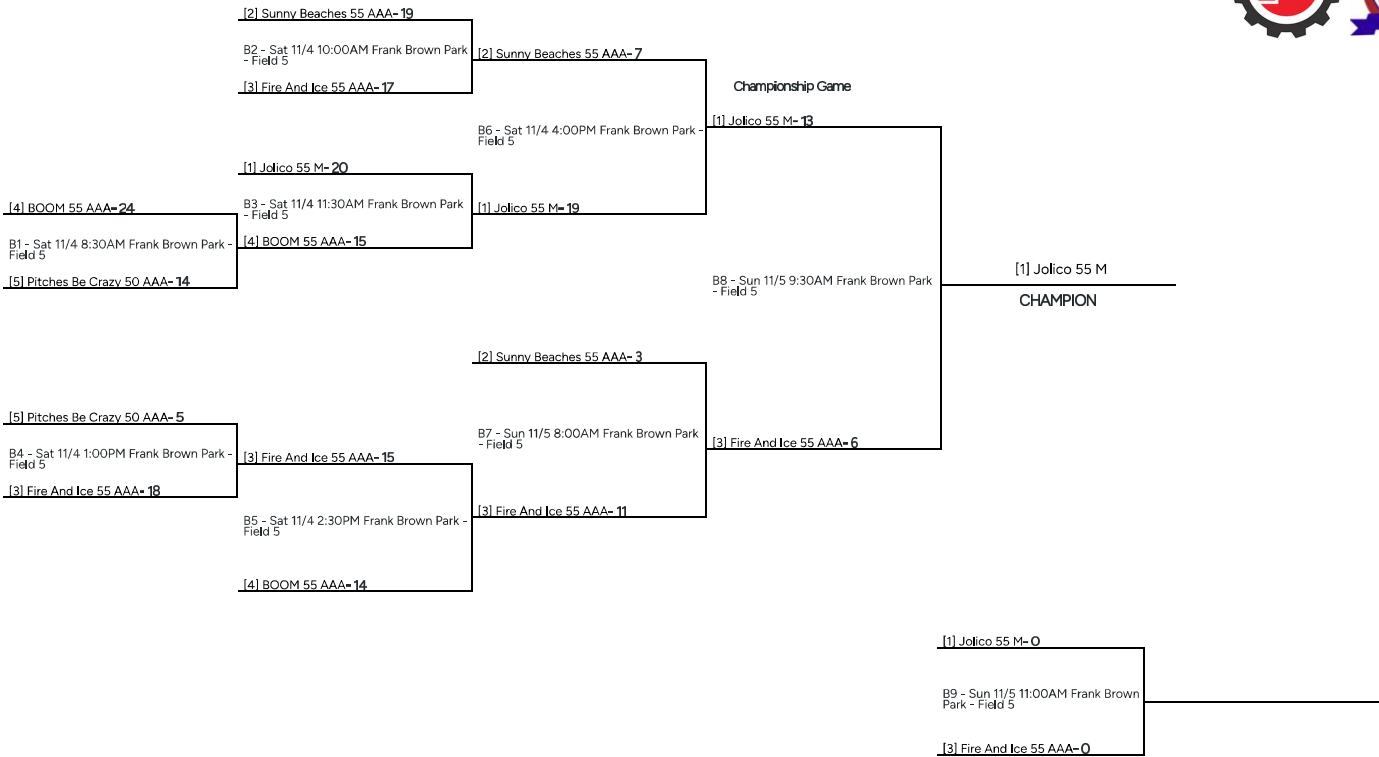 [2] Sunny Beaches 55 AAA- 19
B2 - Sat 11/4 10:00AM Frank Brown Park
- Field 5
[3] Fire And Ice 55 AAA- 17
[2] Sunny Beaches 55 AAA- 7
Championship Game
B6 - Sat 11/4 4:00PM Frank Brown Park -
Field 5
[1] Jolico 55 M- 13
[1] Jolico 55 M- 20
[4] BOOM 55 AAA- 24
B3 - Sat 11/4 11:30AM Frank Brown Park
- Field 5
[1] Jolico 55 M- 19
B1 - Sat 11/4 8:30AM Frank Brown Park -
Field 5
[4] BOOM 55 AAA- 15
[5] Pitches Be Crazy 50 AAA- 14
B8 - Sun 11/5 9:30AM Frank Brown Park
- Field 5
[1] Jolico 55 M
CHAMPION
[2] Sunny Beaches 55 AAA- 3
[5] Pitches Be Crazy 50 AAA- 5
B7 - Sun 11/5 8:00AM Frank Brown Park
- Field 5
[3] Fire And Ice 55 AAA- 6
B4 - Sat 11/4 1:00PM Frank Brown Park -
Field 5
[3] Fire And Ice 55 AAA- 15
[3] Fire And Ice 55 AAA- 18
B5 - Sat 11/4 2:30PM Frank Brown Park -
Field 5
[3] Fire And Ice 55 AAA- 11
[4] BOOM 55 AAA- 14
[1] Jolico 55 M- 0
B9 - Sun 11/5 11:00AM Frank Brown
Park - Field 5
[3] Fire And Ice 55 AAA- 0